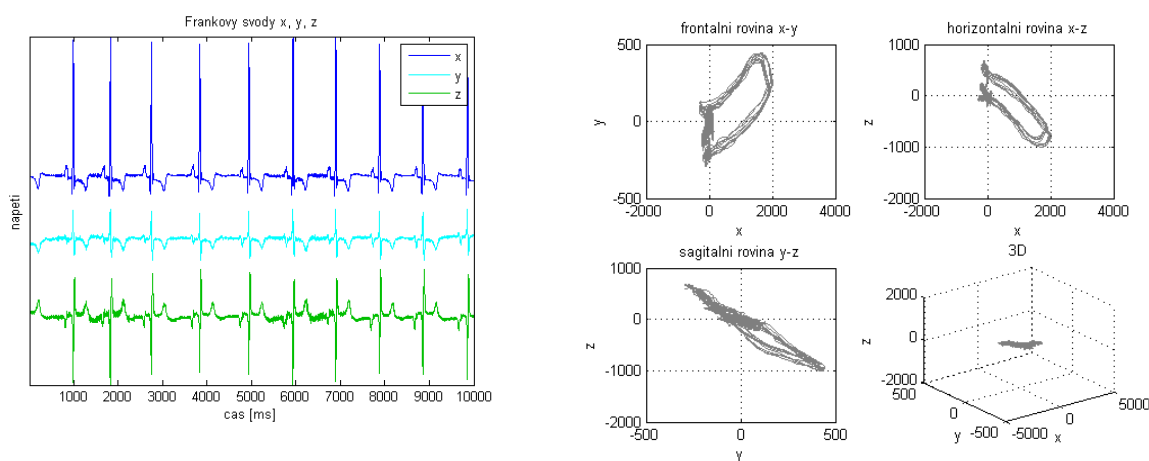 Frankovy svody x, y, z
x
y
z
napeti
1000 2000 3000 4000 5000 6000 7000 8000 9000 10000
cas [ms]
frontalni rovina x-y
500
0
-500
y
-2000 0 2000 4000
x
horizontalni rovina x-z
1000
0
-1000
-2000
z
-2000 0 2000 4000
x
sagitalni rovina y-z
1000
0
-1000
-2000
z
-500 0 500
y
3D
2000
0
-2000
z
500
0
-500
y
-5000
0
5000
x